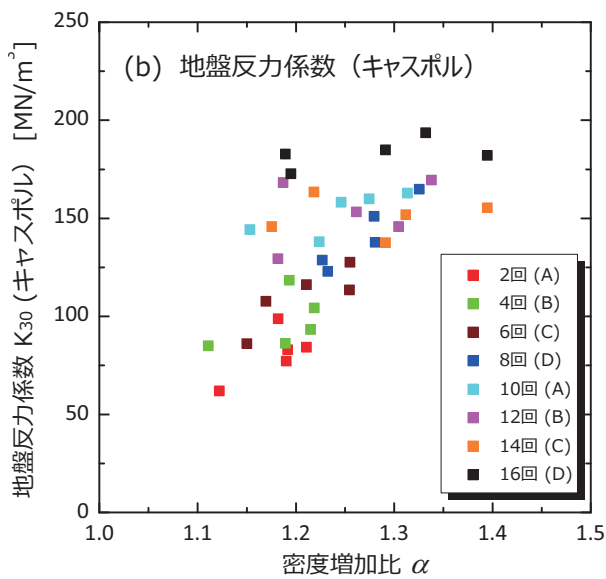 (b) 地盤反力係数（キャスポル）
地盤反力係数 K30（キャスポル） [MN/m³]
250
200
150
100
50
0
1.0 1.1 1.2 1.3 1.4 1.5
密度増加比 α
2回 (A)
4回 (B)
6回 (C)
8回 (D)
10回 (A)
12回 (B)
14回 (C)
16回 (D)